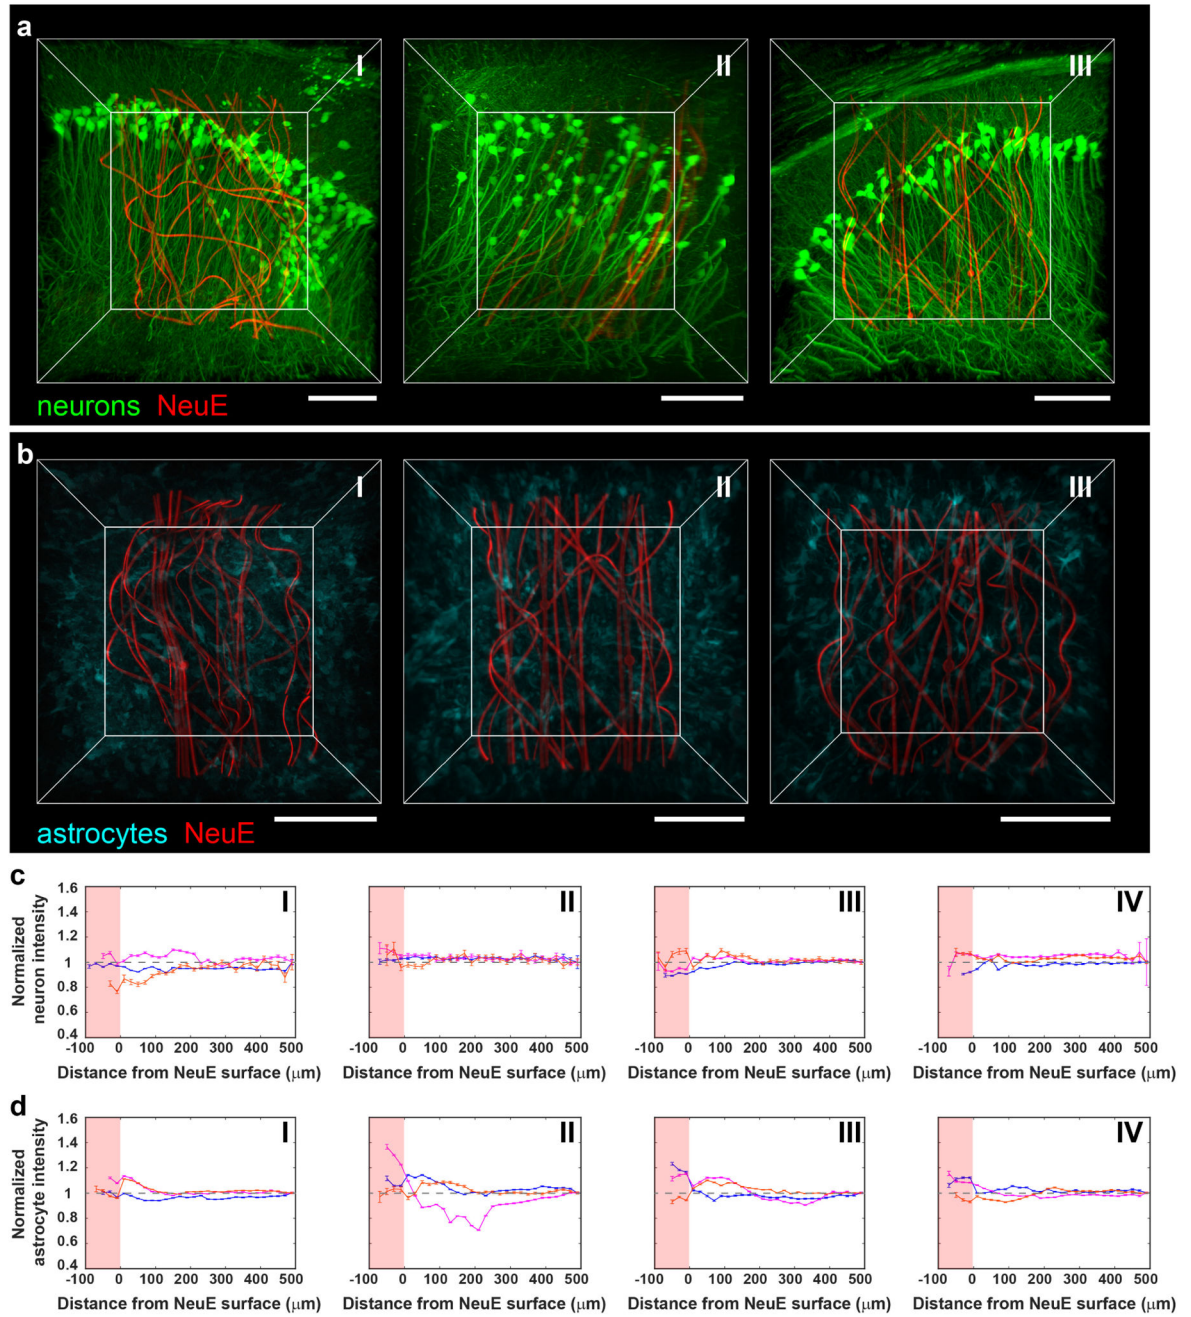 a
I
II
III
neurons NeuE
b
I
II
III
astrocytes NeuE
c
Normalized
neuron intensity
1.6
1.4
1.2
1
0.8
0.6
0.4
I
II
III
IV
-100 0 100 200 300 400 500
-100 0 100 200 300 400 500
-100 0 100 200 300 400 500
-100 0 100 200 300 400 500
Distance from NeuE surface (μm)
Distance from NeuE surface (μm)
Distance from NeuE surface (μm)
Distance from NeuE surface (μm)
d
Normalized
astrocyte intensity
1.6
1.4
1.2
1
0.8
0.6
0.4
I
II
III
IV
-100 0 100 200 300 400 500
-100 0 100 200 300 400 500
-100 0 100 200 300 400 500
-100 0 100 200 300 400 500
Distance from NeuE surface (μm)
Distance from NeuE surface (μm)
Distance from NeuE surface (μm)
Distance from NeuE surface (μm)